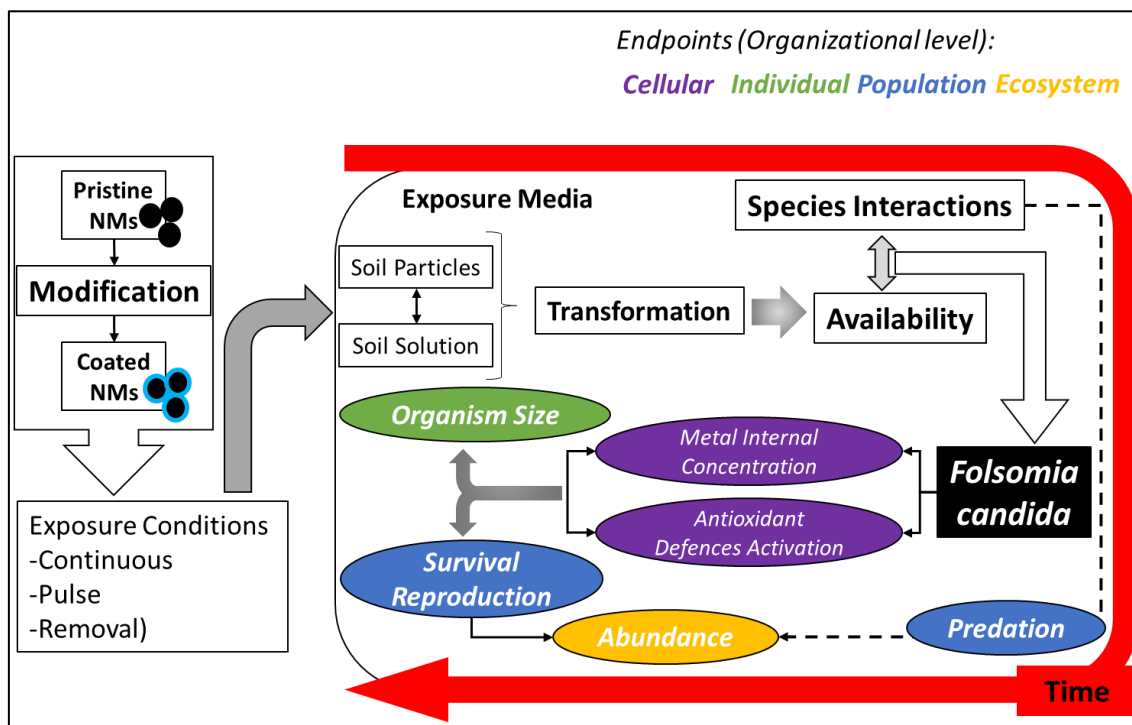 Endpoints (Organizational level):
Cellular Individual Population Ecosystem
Pristine
NMs
Modification
Coated
NMs
Exposure Conditions
-Continuous
-Pulse
-Removal)
Exposure Media
Soil Particles
Soil Solution
Transformation
Species Interactions
Availability
Organism Size
Metal Internal
Concentration
Antioxidant
Defences Activation
Folsomia
candida
Survival
Reproduction
Abundance
Predation
Time